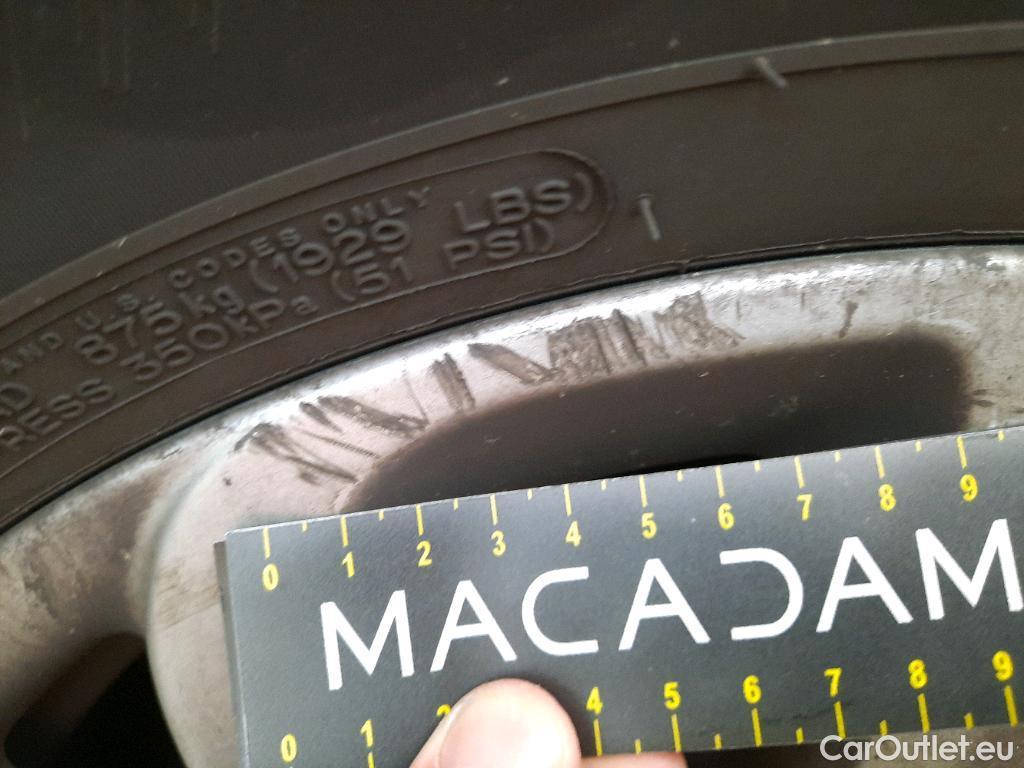 AND U.S. CODES ONLY
875 kg (1929 LBS)
RESS 350kPa (51 PSI)
0 1 2 3 4 5 6 7 8 9
MACADAM
0 1 2 4 5 6 7 8 9
CarOutlet.eu